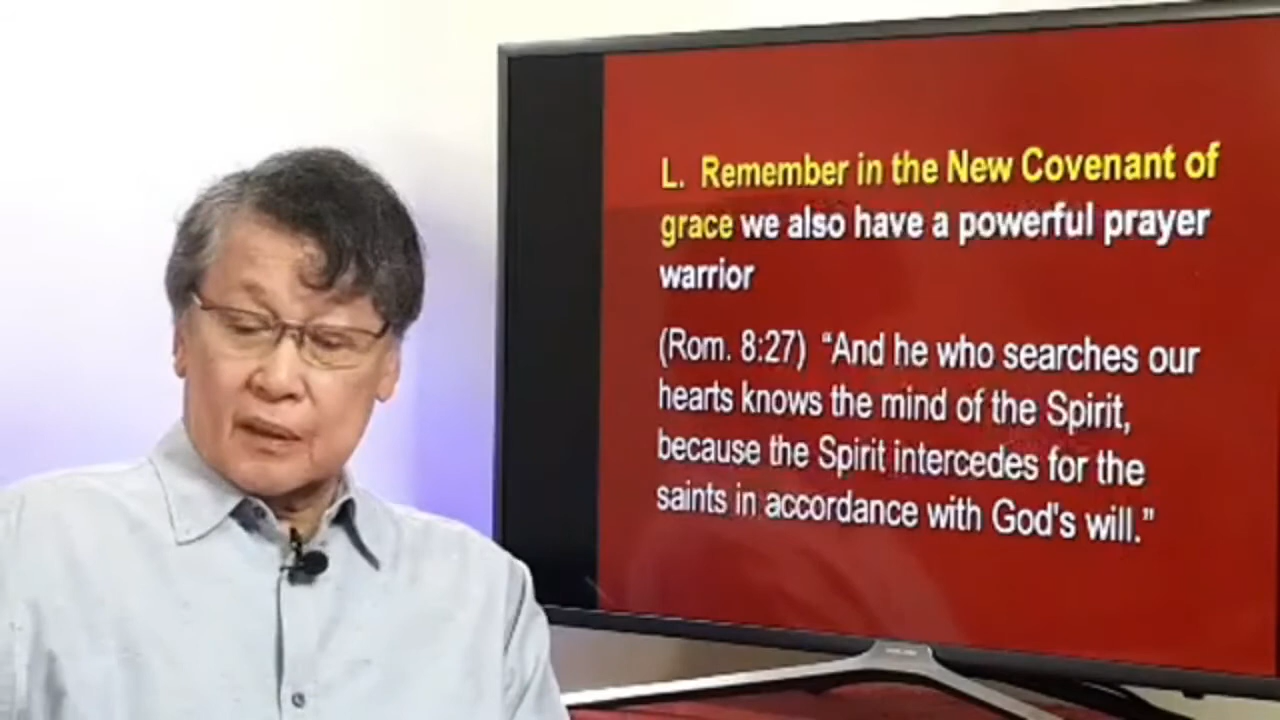 L. Remember in the New Covenant of
grace we also have a powerful prayer
warrior
(Rom. 8:27) “And he who searches our
hearts knows the mind of the Spirit,
because the Spirit intercedes for the
saints in accordance with God's will.”